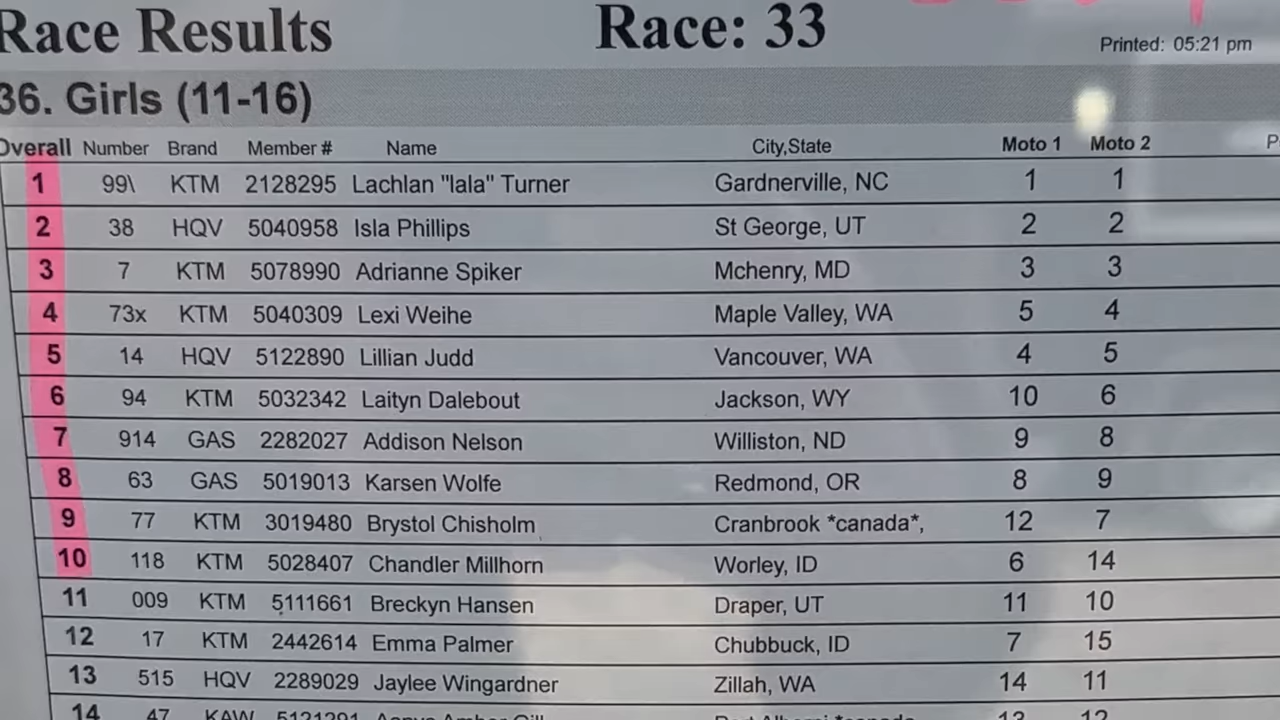 Race Results Race: 33
Printed: 05:21 pm
36. Girls (11-16)
Overall Number Brand Member # Name City,State Moto 1 Moto 2
1 99\ KTM 2128295 Lachlan "lala" Turner Gardnerville, NC 1 1
2 38 HQV 5040958 Isla Phillips St George, UT 2 2
3 7 KTM 5078990 Adrianne Spiker Mchenry, MD 3 3
4 73x KTM 5040309 Lexi Weihe Maple Valley, WA 5 4
5 14 HQV 5122890 Lillian Judd Vancouver, WA 4 5
6 94 KTM 5032342 Laityn Dalebout Jackson, WY 10 6
7 914 GAS 2282027 Addison Nelson Williston, ND 9 8
8 63 GAS 5019013 Karsen Wolfe Redmond, OR 8 9
9 77 KTM 3019480 Brystol Chisholm Cranbrook *canada*, 12 7
10 118 KTM 5028407 Chandler Millhorn Worley, ID 6 14
11 009 KTM 5111661 Breckyn Hansen Draper, UT 11 10
12 17 KTM 2442614 Emma Palmer Chubbuck, ID 7 15
13 515 HQV 2289029 Jaylee Wingardner Zillah, WA 14 11
14 47 KAW 13 12